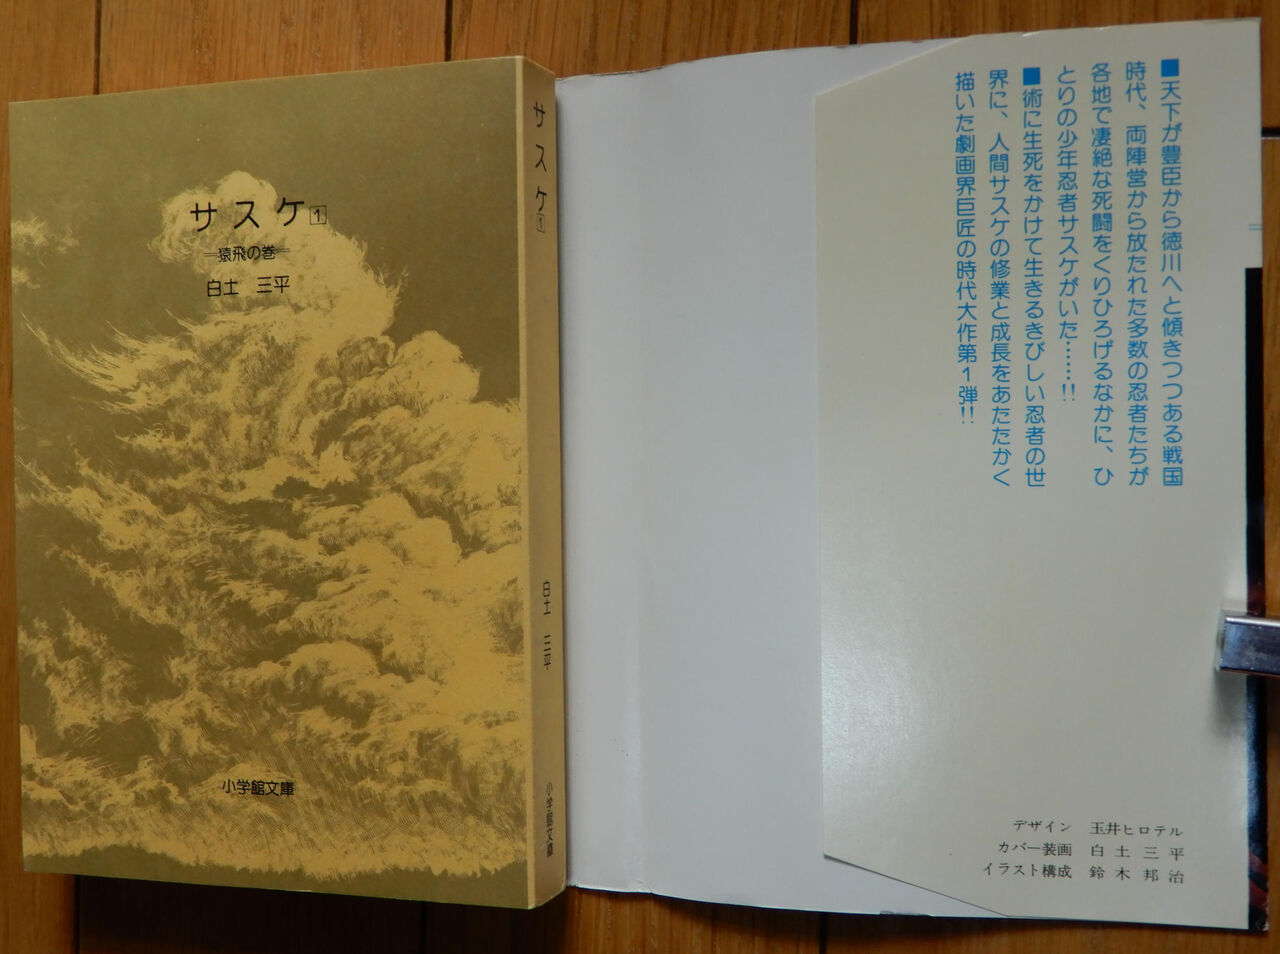 サスケ1
猿飛の巻
白土 三平
小学館文庫
サスケ1
白土 三平
小学館文庫
■天下が豊臣から徳川へと傾きつつある戦国
時代、両陣営から放たれた多数の忍者たちが
各地で凄絶な死闘をくりひろげるなかに、ひ
とりの少年忍者サスケがいた……!!
■術に生死をかけて生きるきびしい忍者の世
界に、人間サスケの修業と成長をあたたかく
描いた劇画界巨匠の時代大作第1弾!!
デザイン 玉井ヒロテル
カバー装画 白土三平
イラスト構成 鈴木邦治